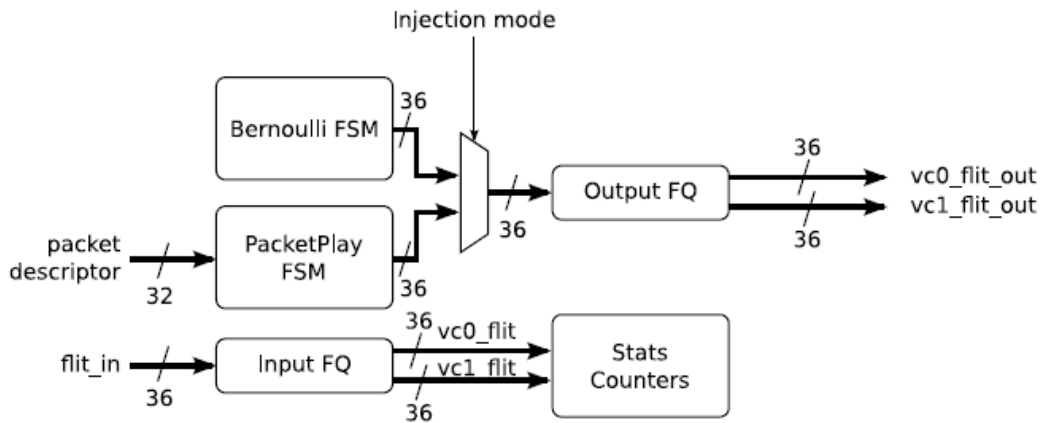 Injection mode
36
Bernoulli FSM
36
36
vc0_flit_out
Output FQ
vc1_flit_out
36
36
packet
descriptor
32
PacketPlay
FSM
36
36
vc0_flit
flit_in
36
Input FQ
vc1_flit
36
Stats
Counters